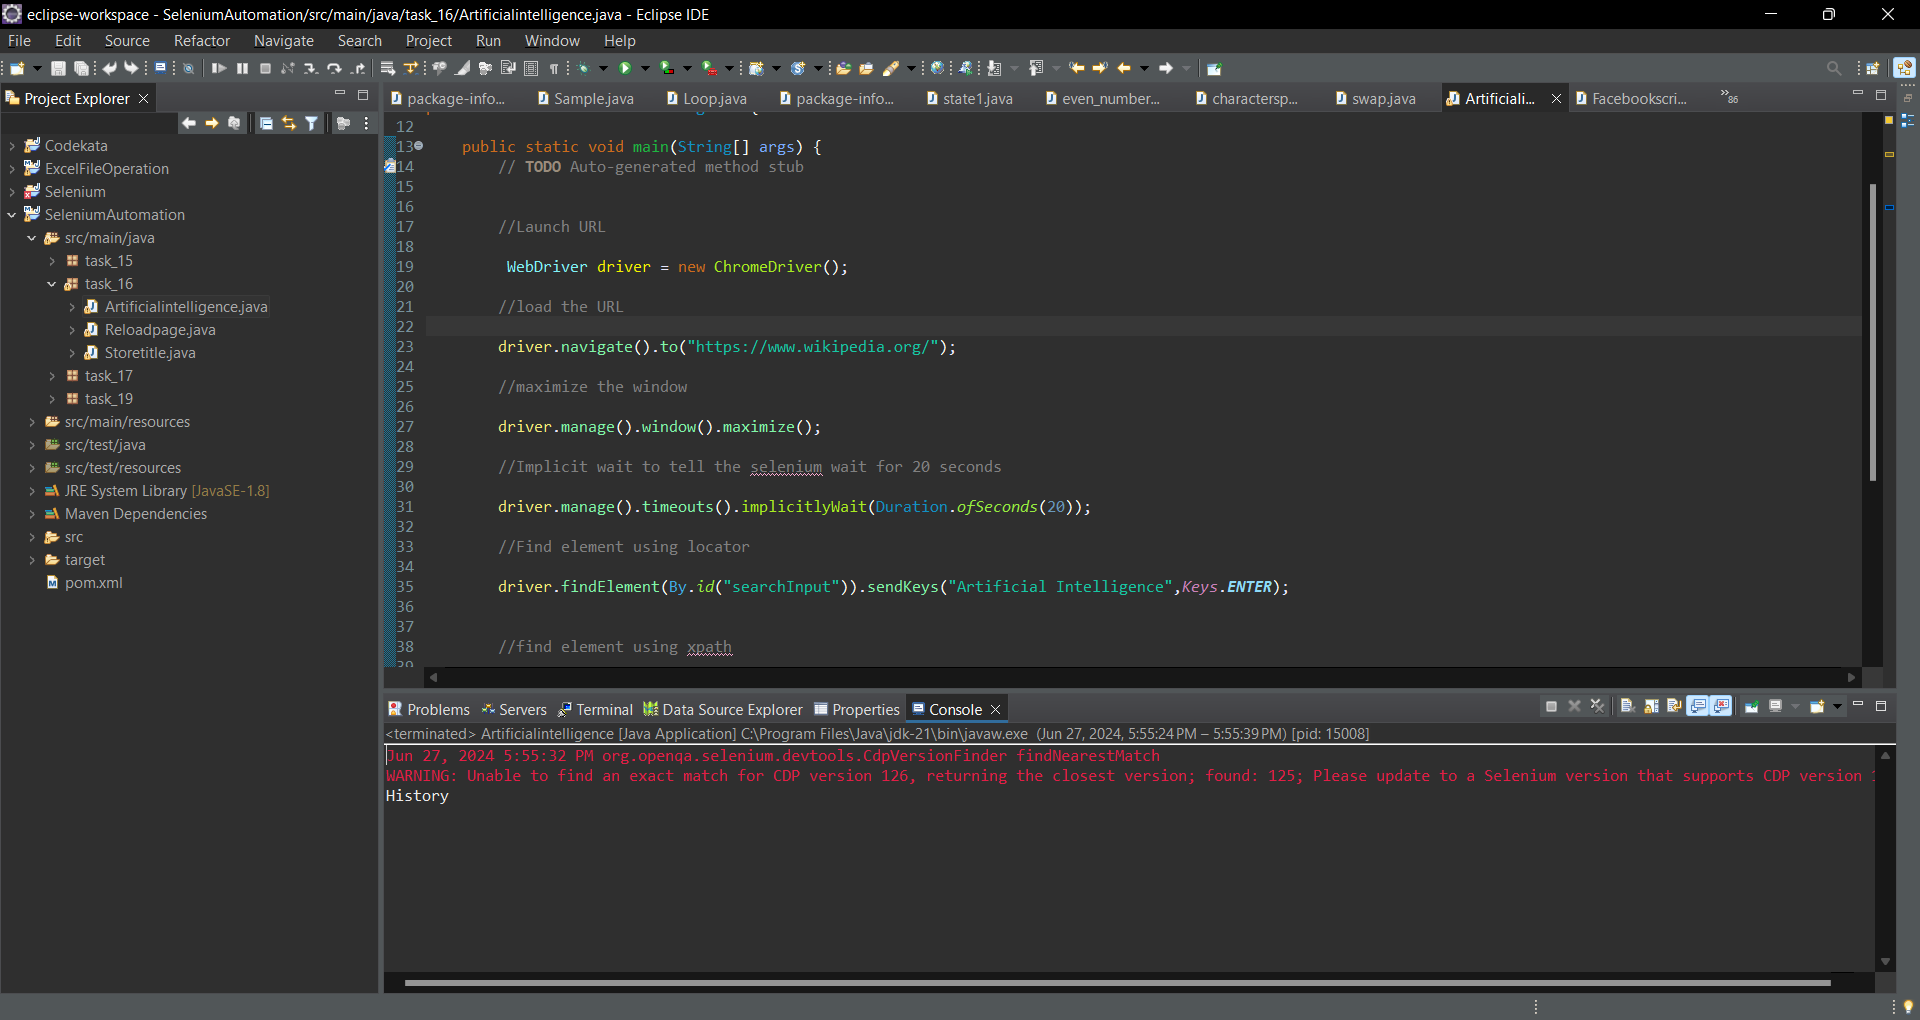 eclipse-workspace - SeleniumAutomation/src/main/java/task_16/Artificialintelligence.java - Eclipse IDE
File Edit Source Refactor Navigate Search Project Run Window Help
Project Explorer
package-info... Sample.java Loop.java package-info... state1.java even_number... charactersp... swap.java Artificiali... Facebookscri... »86
Codekata
ExcelFileOperation
Selenium
SeleniumAutomation
src/main/java
task_15
task_16
Artificialintelligence.java
Reloadpage.java
Storetitle.java
task_17
task_19
src/main/resources
src/test/java
src/test/resources
JRE System Library [JavaSE-1.8]
Maven Dependencies
src
target
pom.xml
12
13 public static void main(String[] args) {
14 // TODO Auto-generated method stub
15
16
17 //Launch URL
18
19 WebDriver driver = new ChromeDriver();
20
21 //load the URL
22
23 driver.navigate().to("https://www.wikipedia.org/");
24
25 //maximize the window
26
27 driver.manage().window().maximize();
28
29 //Implicit wait to tell the selenium wait for 20 seconds
30
31 driver.manage().timeouts().implicitlyWait(Duration.ofSeconds(20));
32
33 //Find element using locator
34
35 driver.findElement(By.id("searchInput")).sendKeys("Artificial Intelligence",Keys.ENTER);
36
37
38 //find element using xpath
39
Problems Servers Terminal Data Source Explorer Properties Console
<terminated> Artificialintelligence [Java Application] C:\Program Files\Java\jdk-21\bin\javaw.exe (Jun 27, 2024, 5:55:24 PM – 5:55:39 PM) [pid: 15008]
Jun 27, 2024 5:55:32 PM org.openqa.selenium.devtools.CdpVersionFinder findNearestMatch
WARNING: Unable to find an exact match for CDP version 126, returning the closest version; found: 125; Please update to a Selenium version that supports CDP version
History